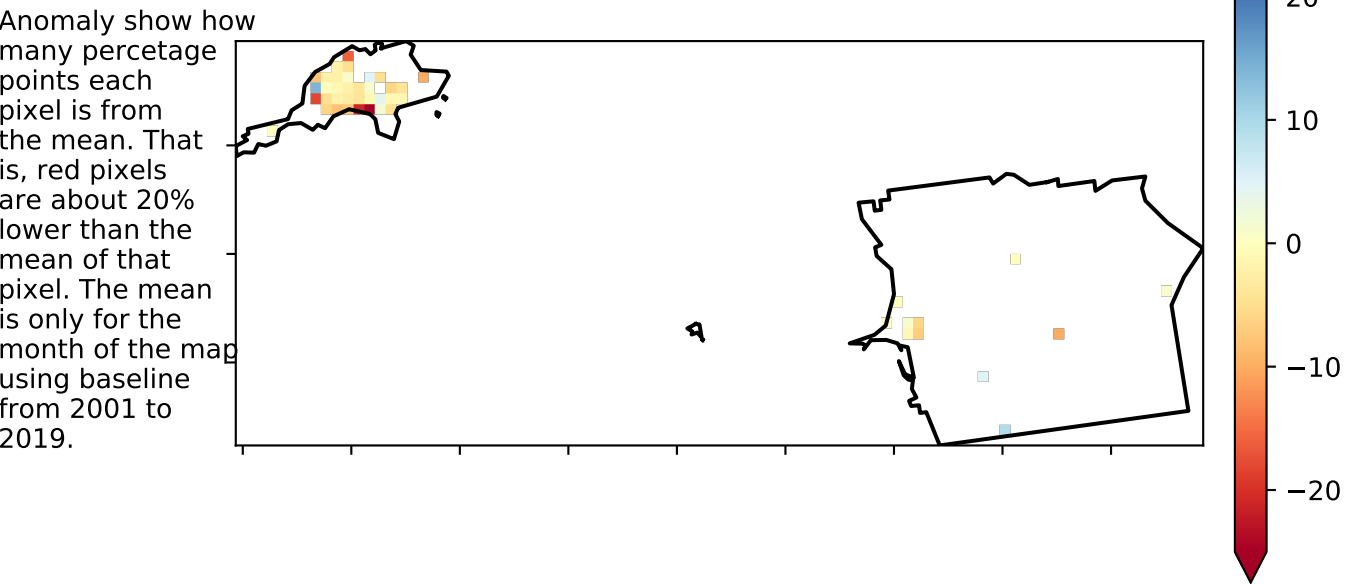 Anomaly show how
many percetage
points each
pixel is from
the mean. That
is, red pixels
are about 20%
lower than the
mean of that
pixel. The mean
is only for the
month of the map
using baseline
from 2001 to
2019.
20
10
0
−10
−20